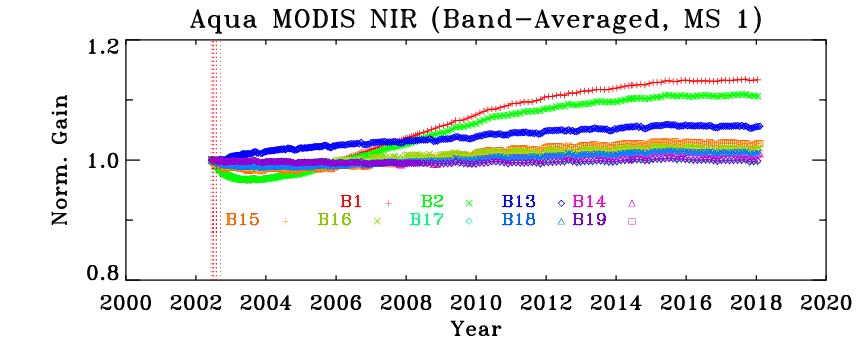 Aqua MODIS NIR (Band-Averaged, MS 1)
1.2
1.0
0.8
Norm. Gain
B1 B2 B13 B14
B15 B16 B17 B18 B19
2000 2002 2004 2006 2008 2010 2012 2014 2016 2018 2020
Year